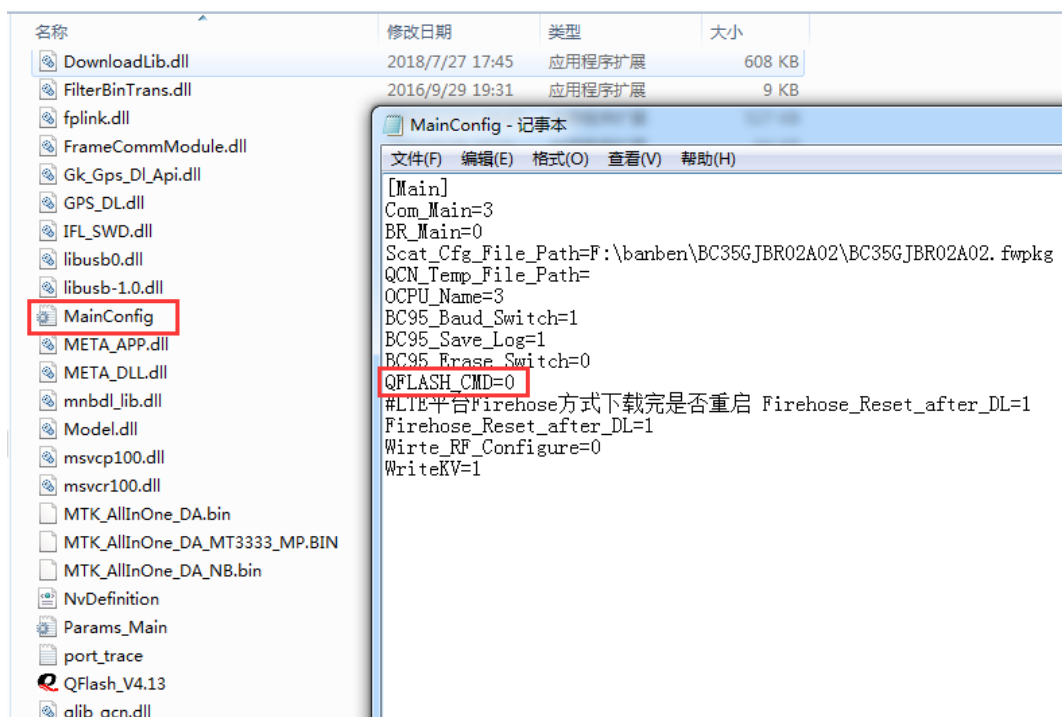 名称 修改日期 类型 大小
DownloadLib.dll 2018/7/27 17:45 应用程序扩展 608 KB
FilterBinTrans.dll 2016/9/29 19:31 应用程序扩展 9 KB
fplink.dll
FrameCommModule.dll
Gk_Gps_Dl_Api.dll
GPS_DL.dll
IFL_SWD.dll
libusb0.dll
libusb-1.0.dll
MainConfig
META_APP.dll
META_DLL.dll
mnbdl_lib.dll
Model.dll
msvcp100.dll
msvcr100.dll
MTK_AllInOne_DA.bin
MTK_AllInOne_DA_MT3333_MP.BIN
MTK_AllInOne_DA_NB.bin
NvDefinition
Params_Main
port_trace
QFlash_V4.13
qlib_qcn.dll
MainConfig - 记事本
文件(F) 编辑(E) 格式(O) 查看(V) 帮助(H)
[Main]
Com_Main=3
BR_Main=0
Scat_Cfg_File_Path=F:\banben\BC35GJBR02A02\BC35GJBR02A02.fwpkg
QCN_Temp_File_Path=
OCPU_Name=3
BC95_Baud_Switch=1
BC95_Save_Log=1
BC95_Erase_Switch=0
QFLASH_CMD=0
#LTE平台Firehose方式下载完是否重启 Firehose_Reset_after_DL=1
Firehose_Reset_after_DL=1
Wirte_RF_Configure=0
WriteKV=1